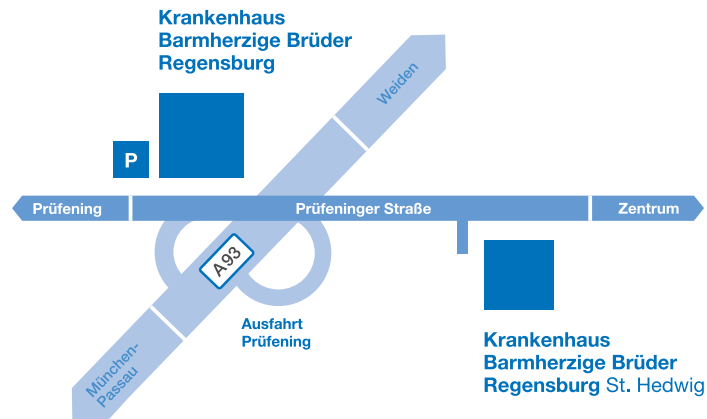 Krankenhaus
Barmherzige Brüder
Regensburg
Weiden
P
Prüfening
Prüfeninger Straße
Zentrum
A93
Ausfahrt
Prüfening
München-
Passau
Krankenhaus
Barmherzige Brüder
Regensburg St. Hedwig